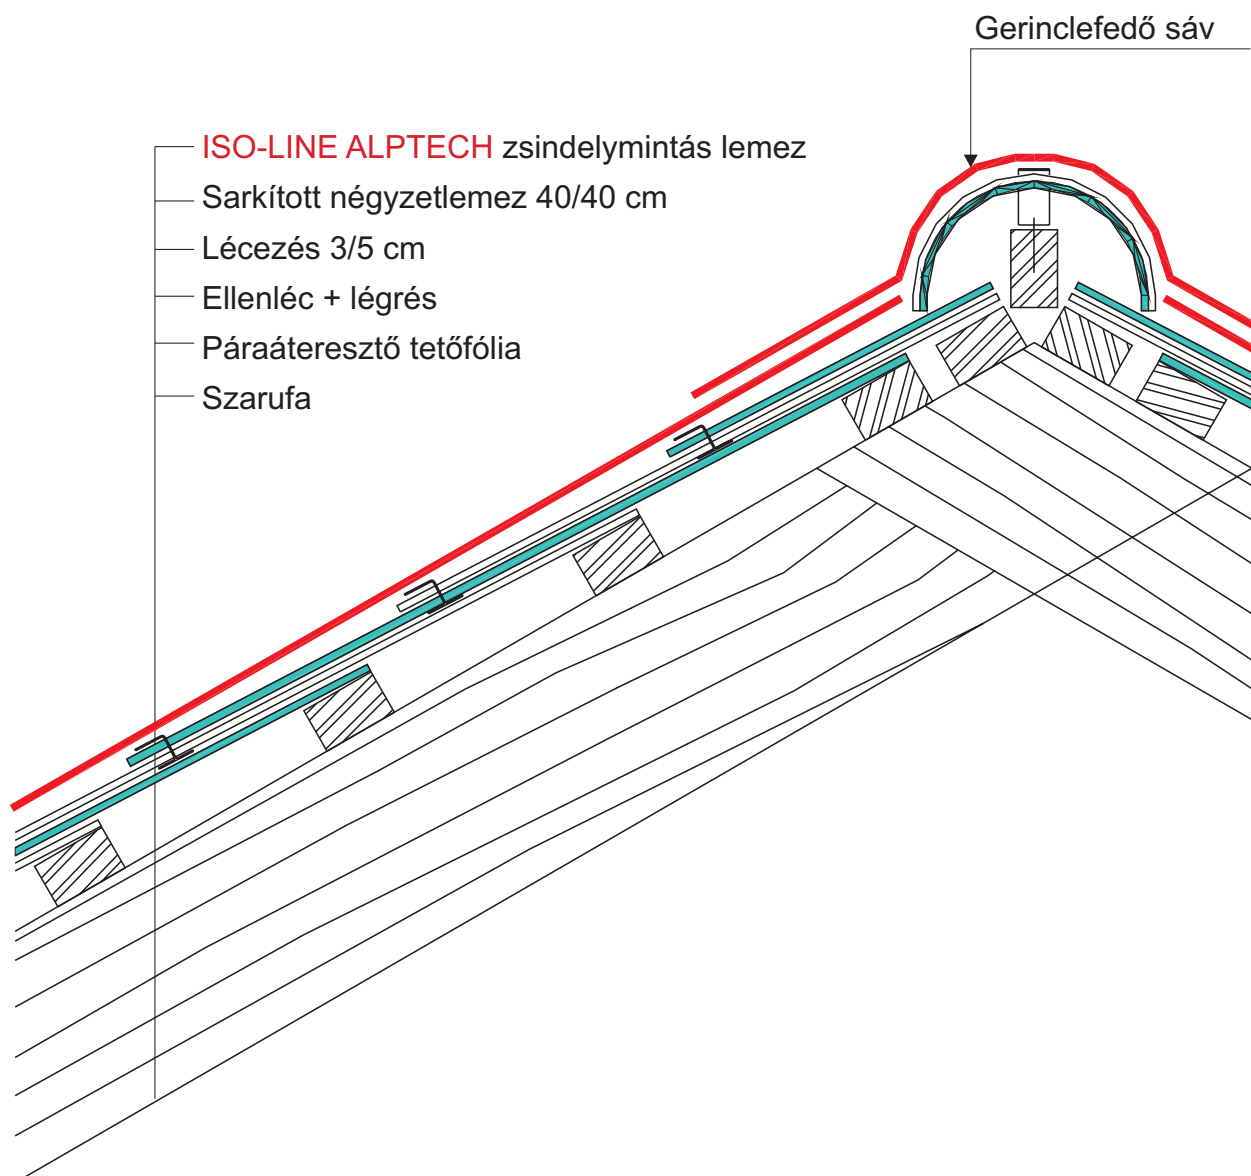 Gerinclefedő sáv
ISO-LINE ALPTECH zsindelymintás lemez
Sarkított négyzetlemez 40/40 cm
Lécezés 3/5 cm
Ellenléc + légrés
Páraáteresztő tetőfólia
Szarufa